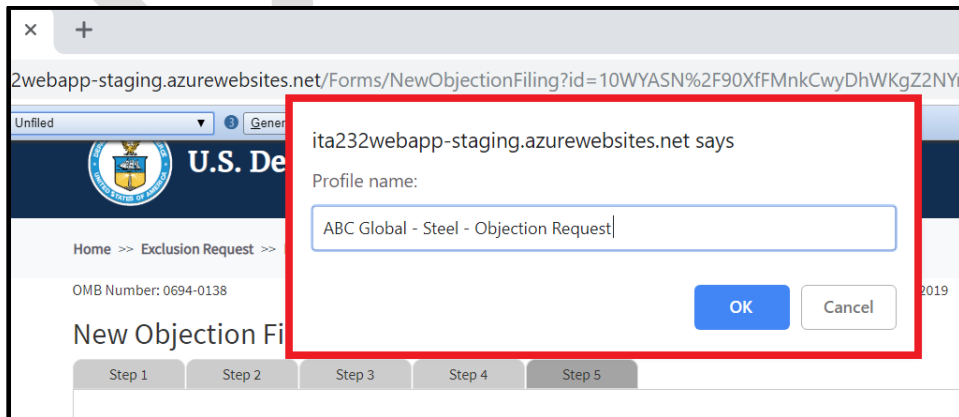 × +
2webapp-staging.azurewebsites.net/Forms/NewObjectionFiling?id=10WYASN%2F90XfFMnkCwyDhWKgZ2NY
Unfiled ▼ 3 Gener
U.S. De
ita232webapp-staging.azurewebsites.net says
Profile name:
ABC Global - Steel - Objection Request
OK Cancel
Home >> Exclusion Request >>
OMB Number: 0694-0138 2019
New Objection Fi
Step 1 Step 2 Step 3 Step 4 Step 5